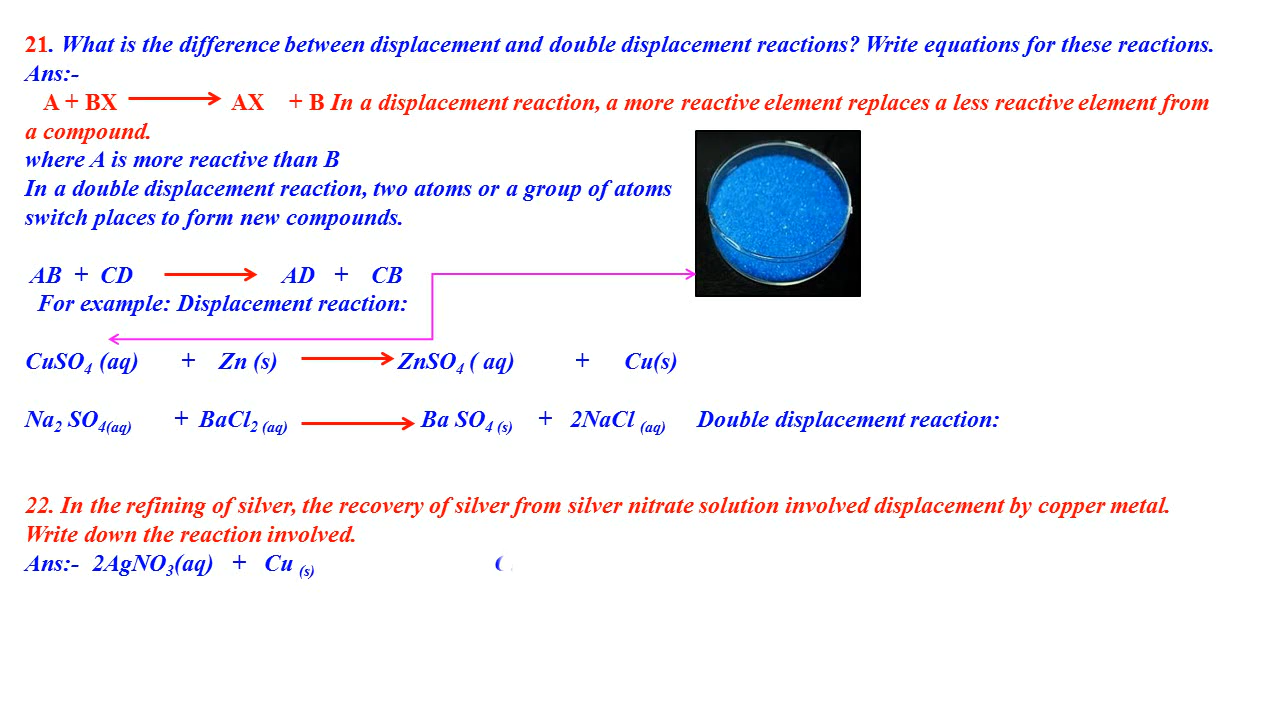 21. What is the difference between displacement and double displacement reactions? Write equations for these reactions.
Ans:-
A + BX AX + B In a displacement reaction, a more reactive element replaces a less reactive element from
a compound.
where A is more reactive than B
In a double displacement reaction, two atoms or a group of atoms
switch places to form new compounds.
AB + CD AD + CB
For example: Displacement reaction:
CuSO₄ (aq) + Zn (s) ZnSO₄ ( aq) + Cu(s)
Na₂ SO₄(aq) + BaCl₂ (aq) Ba SO₄ (s) + 2NaCl (aq) Double displacement reaction:
22. In the refining of silver, the recovery of silver from silver nitrate solution involved displacement by copper metal.
Write down the reaction involved.
Ans:- 2AgNO₃(aq) + Cu (s)